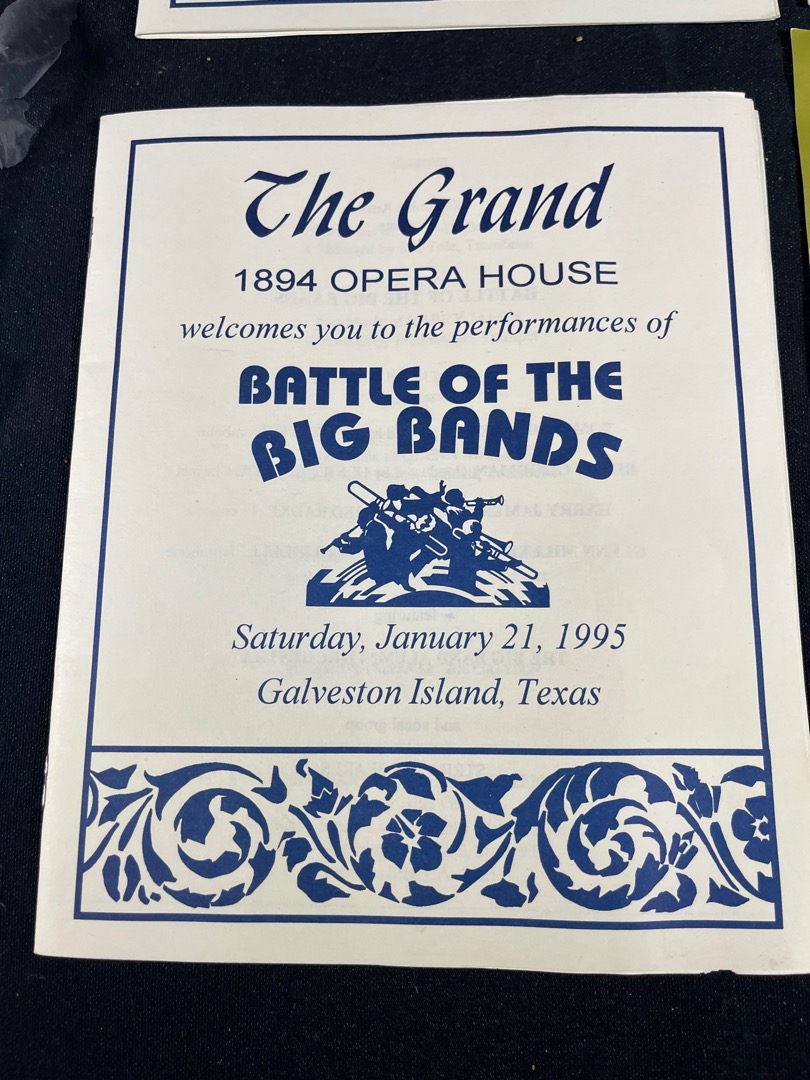 The Grand
1894 OPERA HOUSE
welcomes you to the performances of
BATTLE OF THE
BIG BANDS
Saturday, January 21, 1995
Galveston Island, Texas